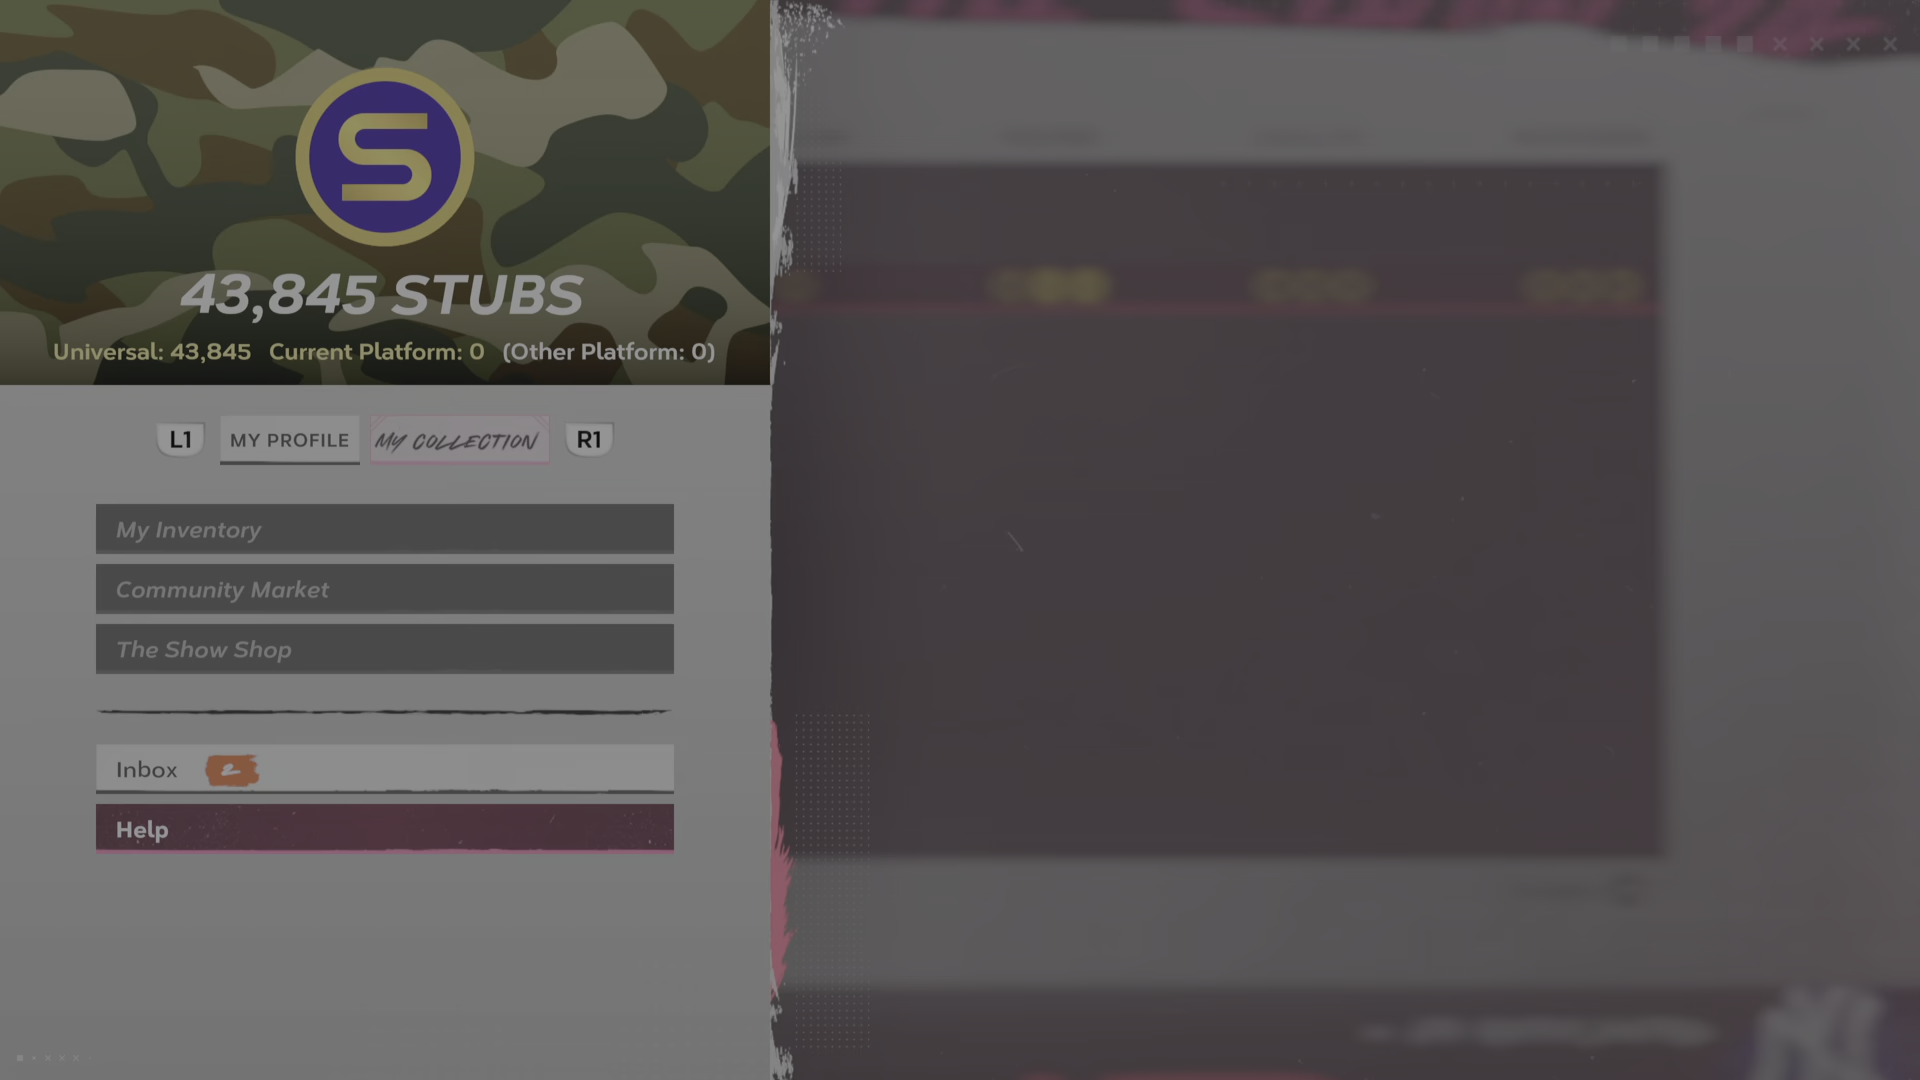 43,845 STUBS
Universal: 43,845 Current Platform: 0 (Other Platform: 0)
L1 MY PROFILE MY COLLECTION R1
My Inventory
Community Market
The Show Shop
Inbox 2
Help